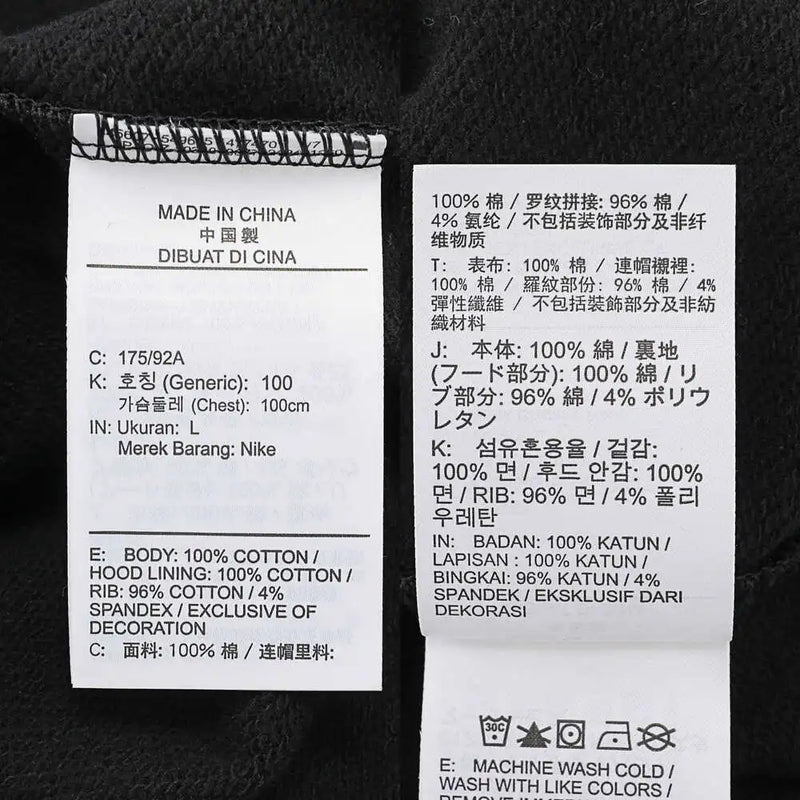 MADE IN CHINA
中国製
DIBUAT DI CINA
C: 175/92A
K: 호칭 (Generic): 100
가슴둘레 (Chest): 100cm
IN: Ukuran: L
Merek Barang: Nike
E: BODY: 100% COTTON /
HOOD LINING: 100% COTTON /
RIB: 96% COTTON / 4%
SPANDEX / EXCLUSIVE OF
DECORATION
C: 面料: 100% 棉 / 连帽里料:
100% 棉 / 罗纹拼接: 96% 棉 /
4% 氨纶 / 不包括装饰部分及非纤
维物质
T: 表布: 100% 棉 / 連帽襯裡:
100% 棉 / 羅紋部份: 96% 棉 / 4%
彈性纖維 / 不包括裝飾部分及非紡
織材料
J: 本体: 100% 綿 / 裏地
(フード部分): 100% 綿 / リ
ブ部分: 96% 綿 / 4% ポリウ
レタン
K: 섬유혼용율 / 겉감:
100% 면 / 후드 안감: 100%
면 / RIB: 96% 면 / 4% 폴리
우레탄
IN: BADAN: 100% KATUN /
LAPISAN : 100% KATUN /
BINGKAI: 96% KATUN / 4%
SPANDEK / EKSKLUSIF DARI
DEKORASI
30C
E: MACHINE WASH COLD /
WASH WITH LIKE COLORS /